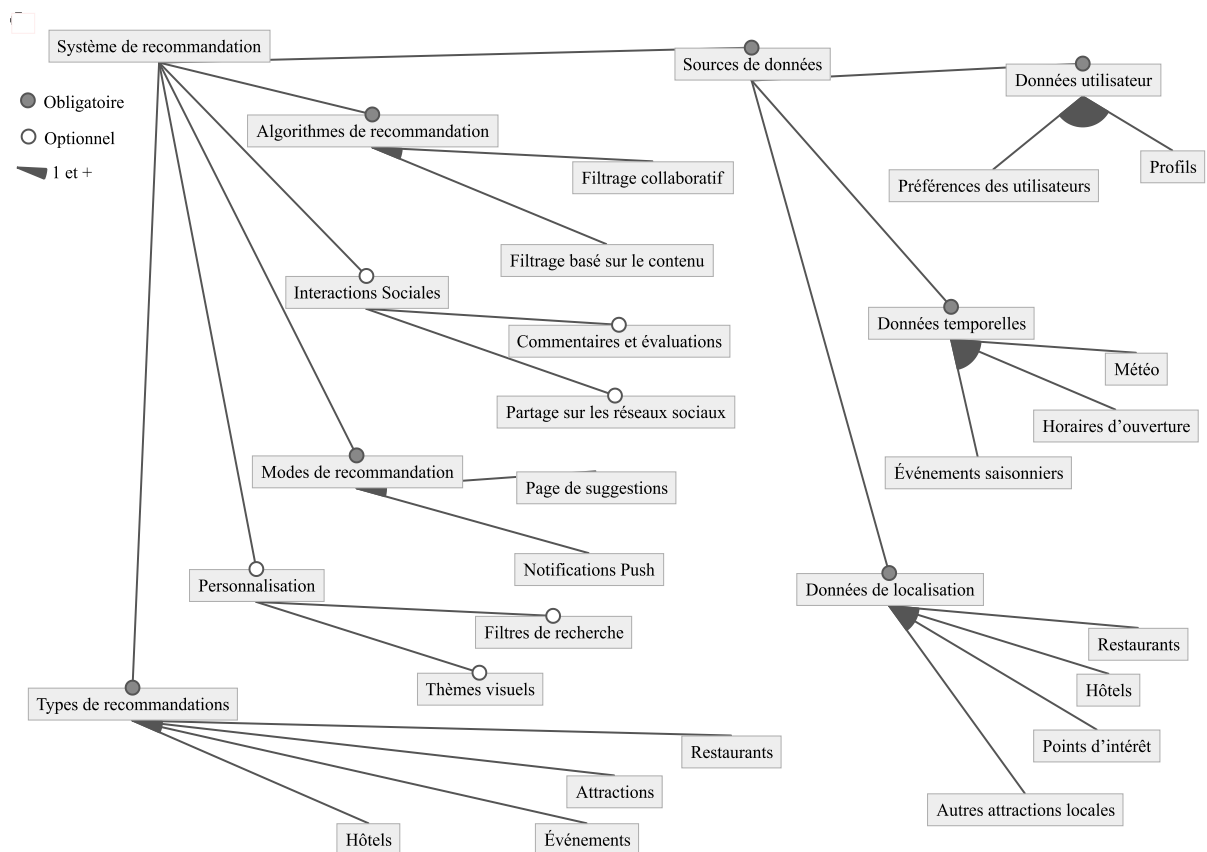 Système de recommandation
Sources de données
Données utilisateur
Obligatoire
Optionnel
1 et +
Algorithmes de recommandation
Filtrage collaboratif
Préférences des utilisateurs
Profils
Filtrage basé sur le contenu
Interactions Sociales
Commentaires et évaluations
Données temporelles
Météo
Partage sur les réseaux sociaux
Horaires d’ouverture
Modes de recommandation
Page de suggestions
Événements saisonniers
Notifications Push
Personnalisation
Données de localisation
Filtres de recherche
Restaurants
Thèmes visuels
Hôtels
Types de recommandations
Points d’intérêt
Restaurants
Attractions
Autres attractions locales
Hôtels
Événements